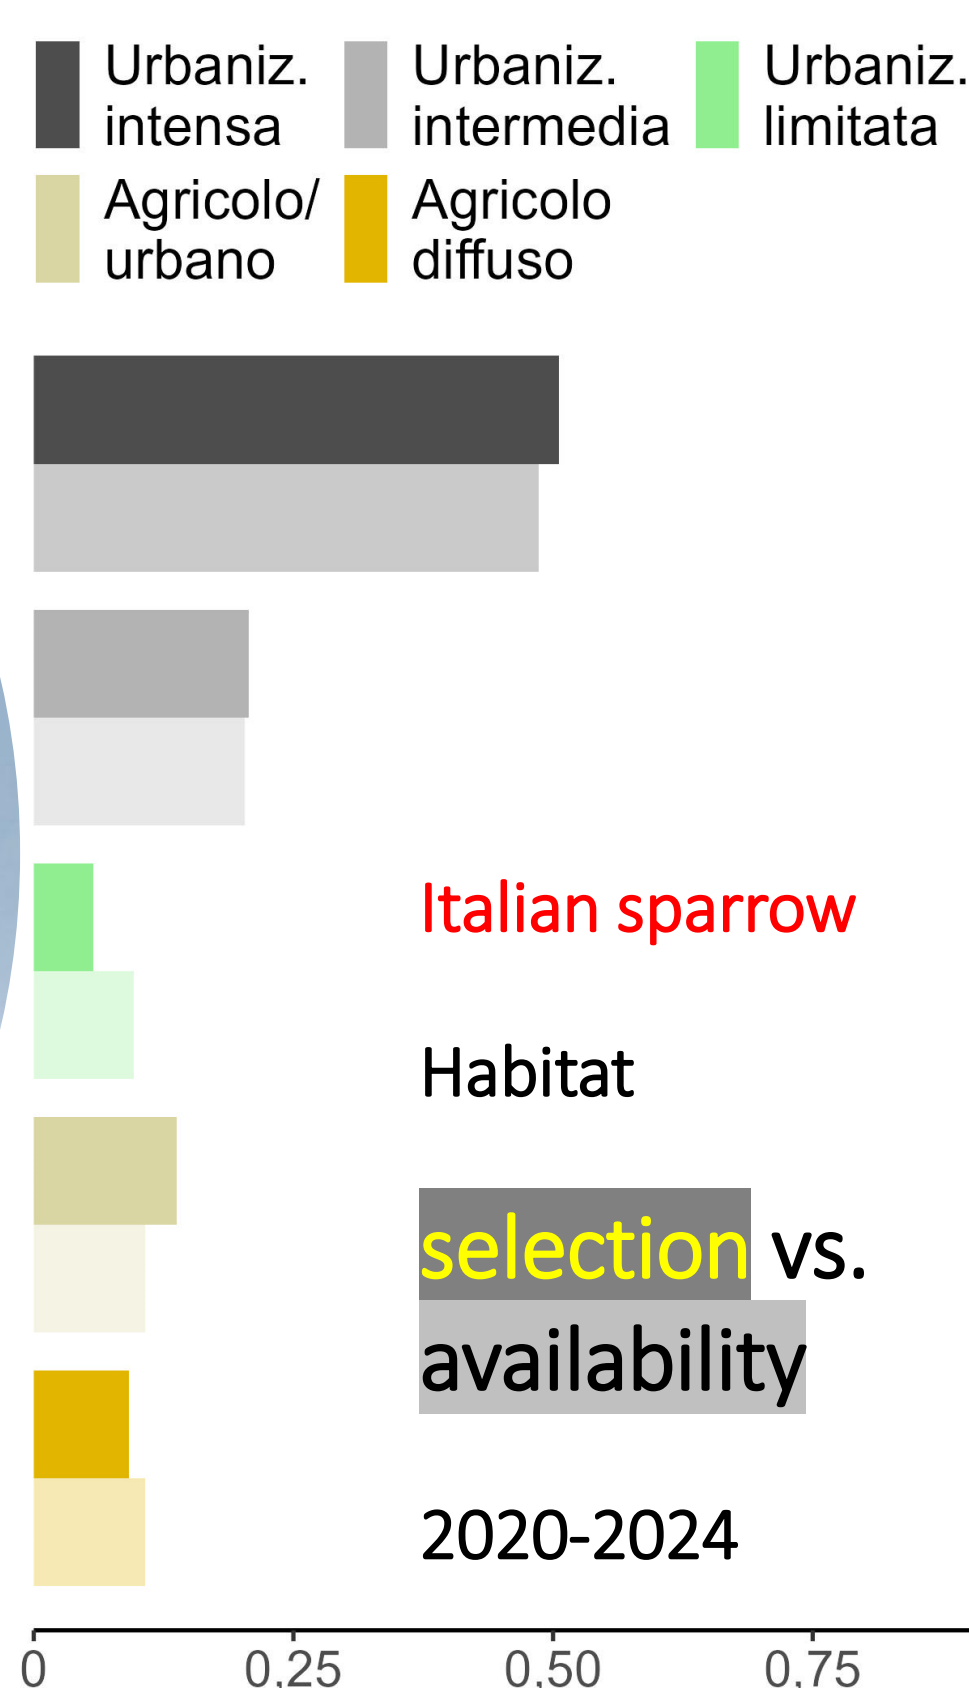 Urbaniz. intensa
Urbaniz. intermedia
Urbaniz. limitata
Agricolo/ urbano
Agricolo diffuso
Italian sparrow
Habitat
selection vs.
availability
2020-2024
0 0,25 0,50 0,75